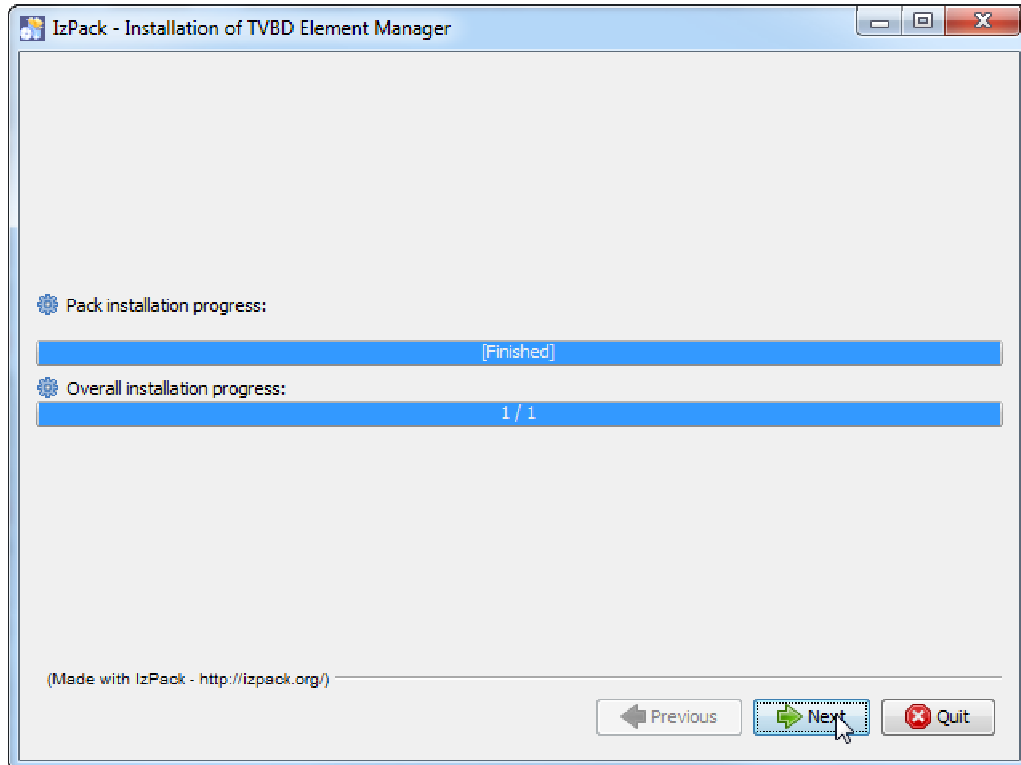 IzPack - Installation of TVBD Element Manager
Pack installation progress:
[Finished]
Overall installation progress:
1 / 1
(Made with IzPack - http://izpack.org/)
Previous
Next
Quit